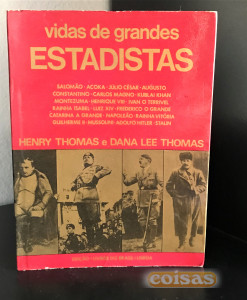 vidas de grandes
ESTADISTAS
SALOMÃO · AÇOKA · JÚLIO CÉSAR · AUGUSTO
CONSTANTINO · CARLOS MAGNO · KUBLAI KHAN
MONTEZUMA · HENRIQUE VIII · IVAN O TERRÍVEL
RAINHA ISABEL · LUIZ XIV · FREDERICO O GRANDE
CATARINA A GRANDE · NAPOLEÃO · RAINHA VITÓRIA
GUILHERME II · MUSSOLINI · ADOLFO HITLER · STALIN
HENRY THOMAS e DANA LEE THOMAS
coisas